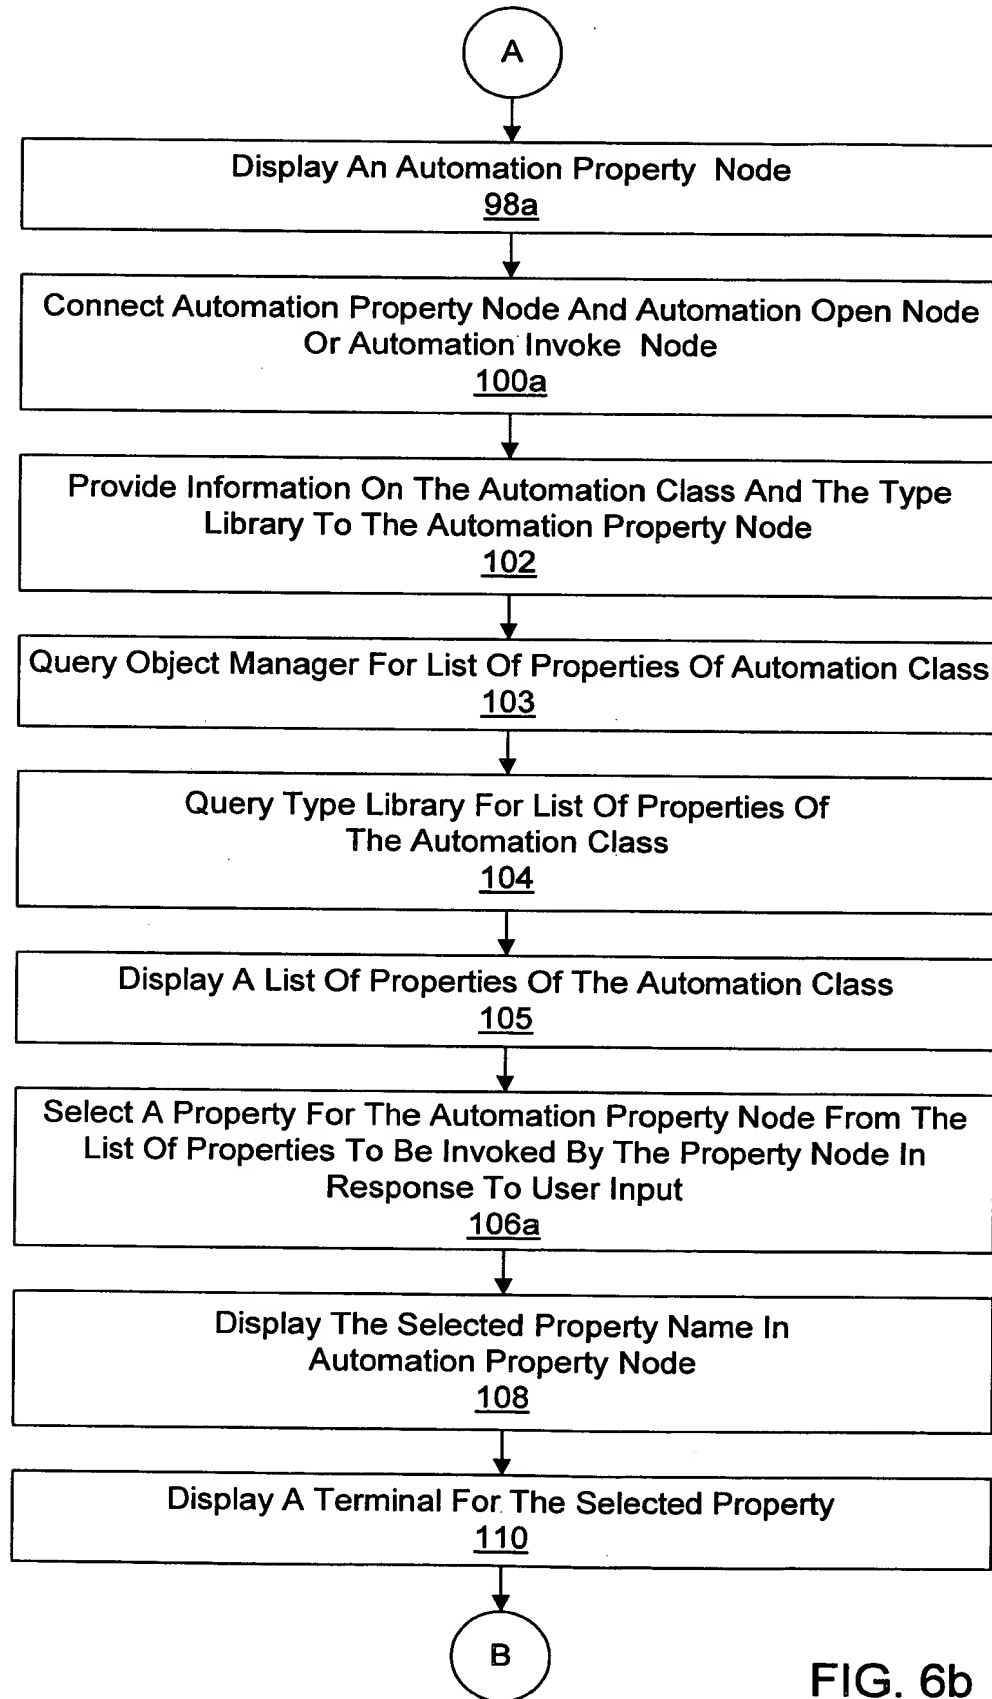 A
Display An Automation Property Node
98a
Connect Automation Property Node And Automation Open Node
Or Automation Invoke Node
100a
Provide Information On The Automation Class And The Type
Library To The Automation Property Node
102
Query Object Manager For List Of Properties Of Automation Class
103
Query Type Library For List Of Properties Of
The Automation Class
104
Display A List Of Properties Of The Automation Class
105
Select A Property For The Automation Property Node From The
List Of Properties To Be Invoked By The Property Node In
Response To User Input
106a
Display The Selected Property Name In
Automation Property Node
108
Display A Terminal For The Selected Property
110
B
FIG. 6b